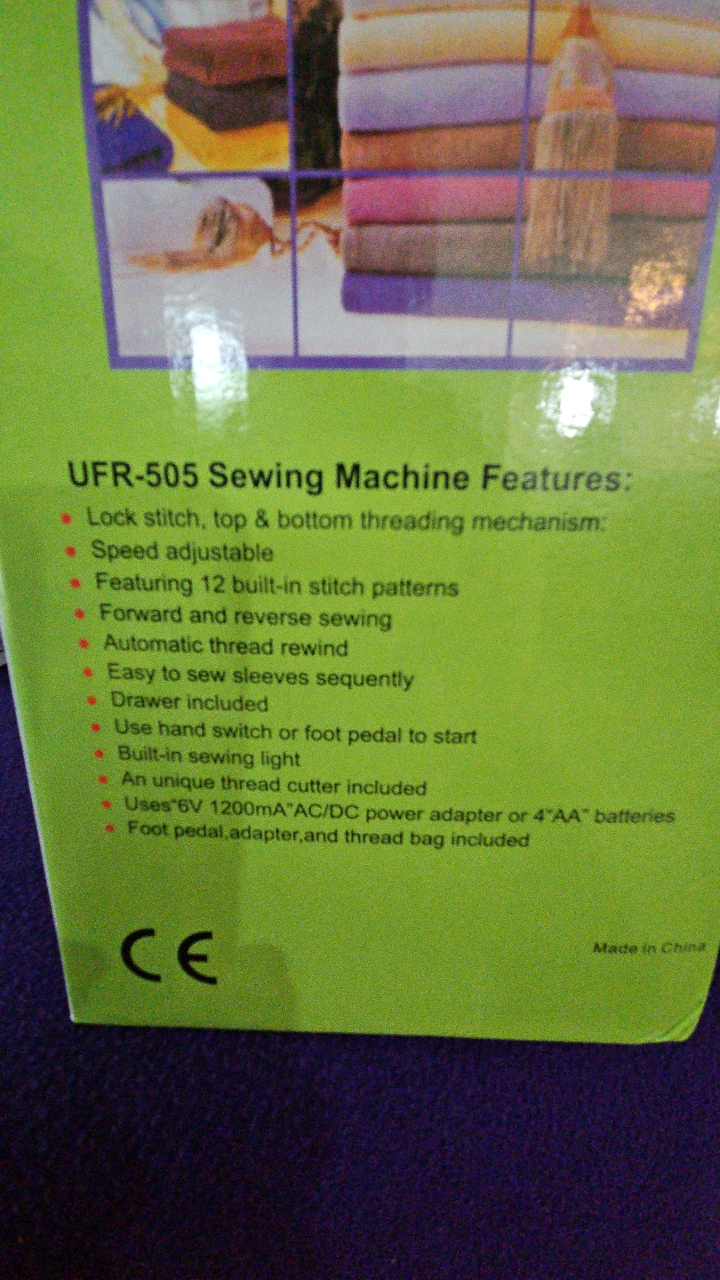 UFR-505 Sewing Machine Features:
• Lock stitch, top & bottom threading mechanism:
• Speed adjustable
• Featuring 12 built-in stitch patterns
• Forward and reverse sewing
• Automatic thread rewind
• Easy to sew sleeves sequently
• Drawer included
• Use hand switch or foot pedal to start
• Built-in sewing light
• An unique thread cutter included
• Uses"6V 1200mA"AC/DC power adapter or 4"AA" batteries
• Foot pedal,adapter,and thread bag included
CE
Made in China